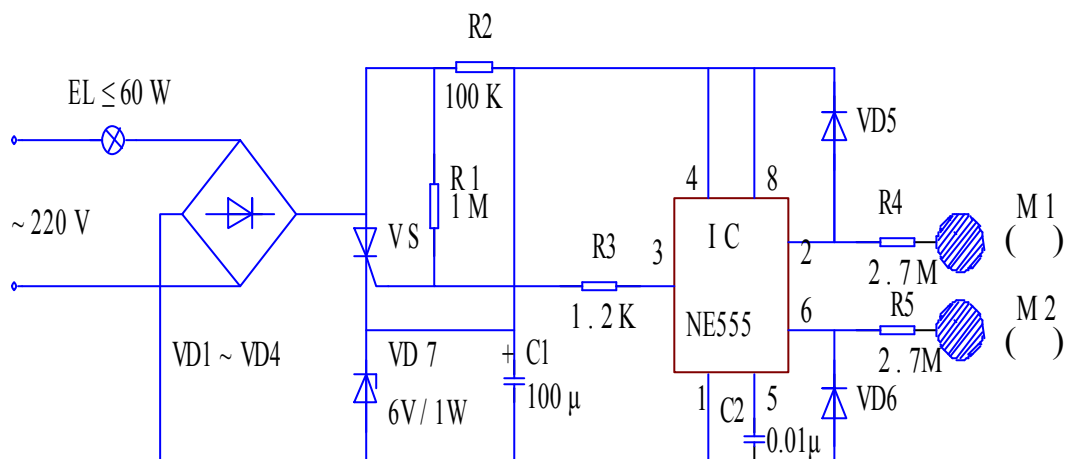 R2
EL ≤ 60 W
100 K
VD5
R 1
1 M
4
8
~ 220 V
V S
R3
3
I C
2
R4
M 1
( )
2 . 7 M
1 . 2 K
NE555
6
R5
M 2
( )
2 . 7M
VD1 ~ VD4
VD 7
+ C1
100 μ
6V / 1W
1
C2
5
0.01μ
VD6